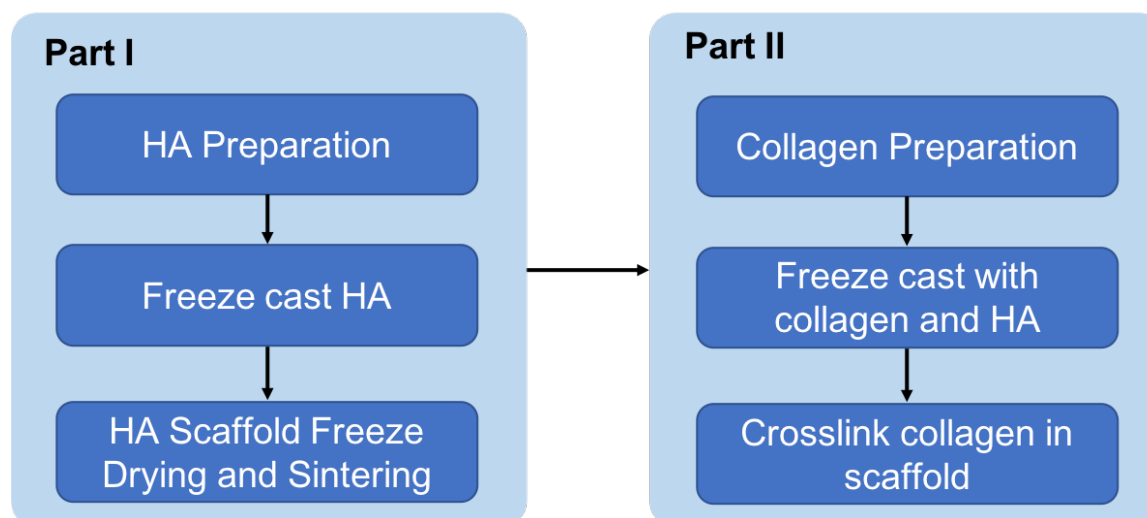 Part I
HA Preparation
Freeze cast HA
HA Scaffold Freeze
Drying and Sintering
Part II
Collagen Preparation
Freeze cast with
collagen and HA
Crosslink collagen in
scaffold